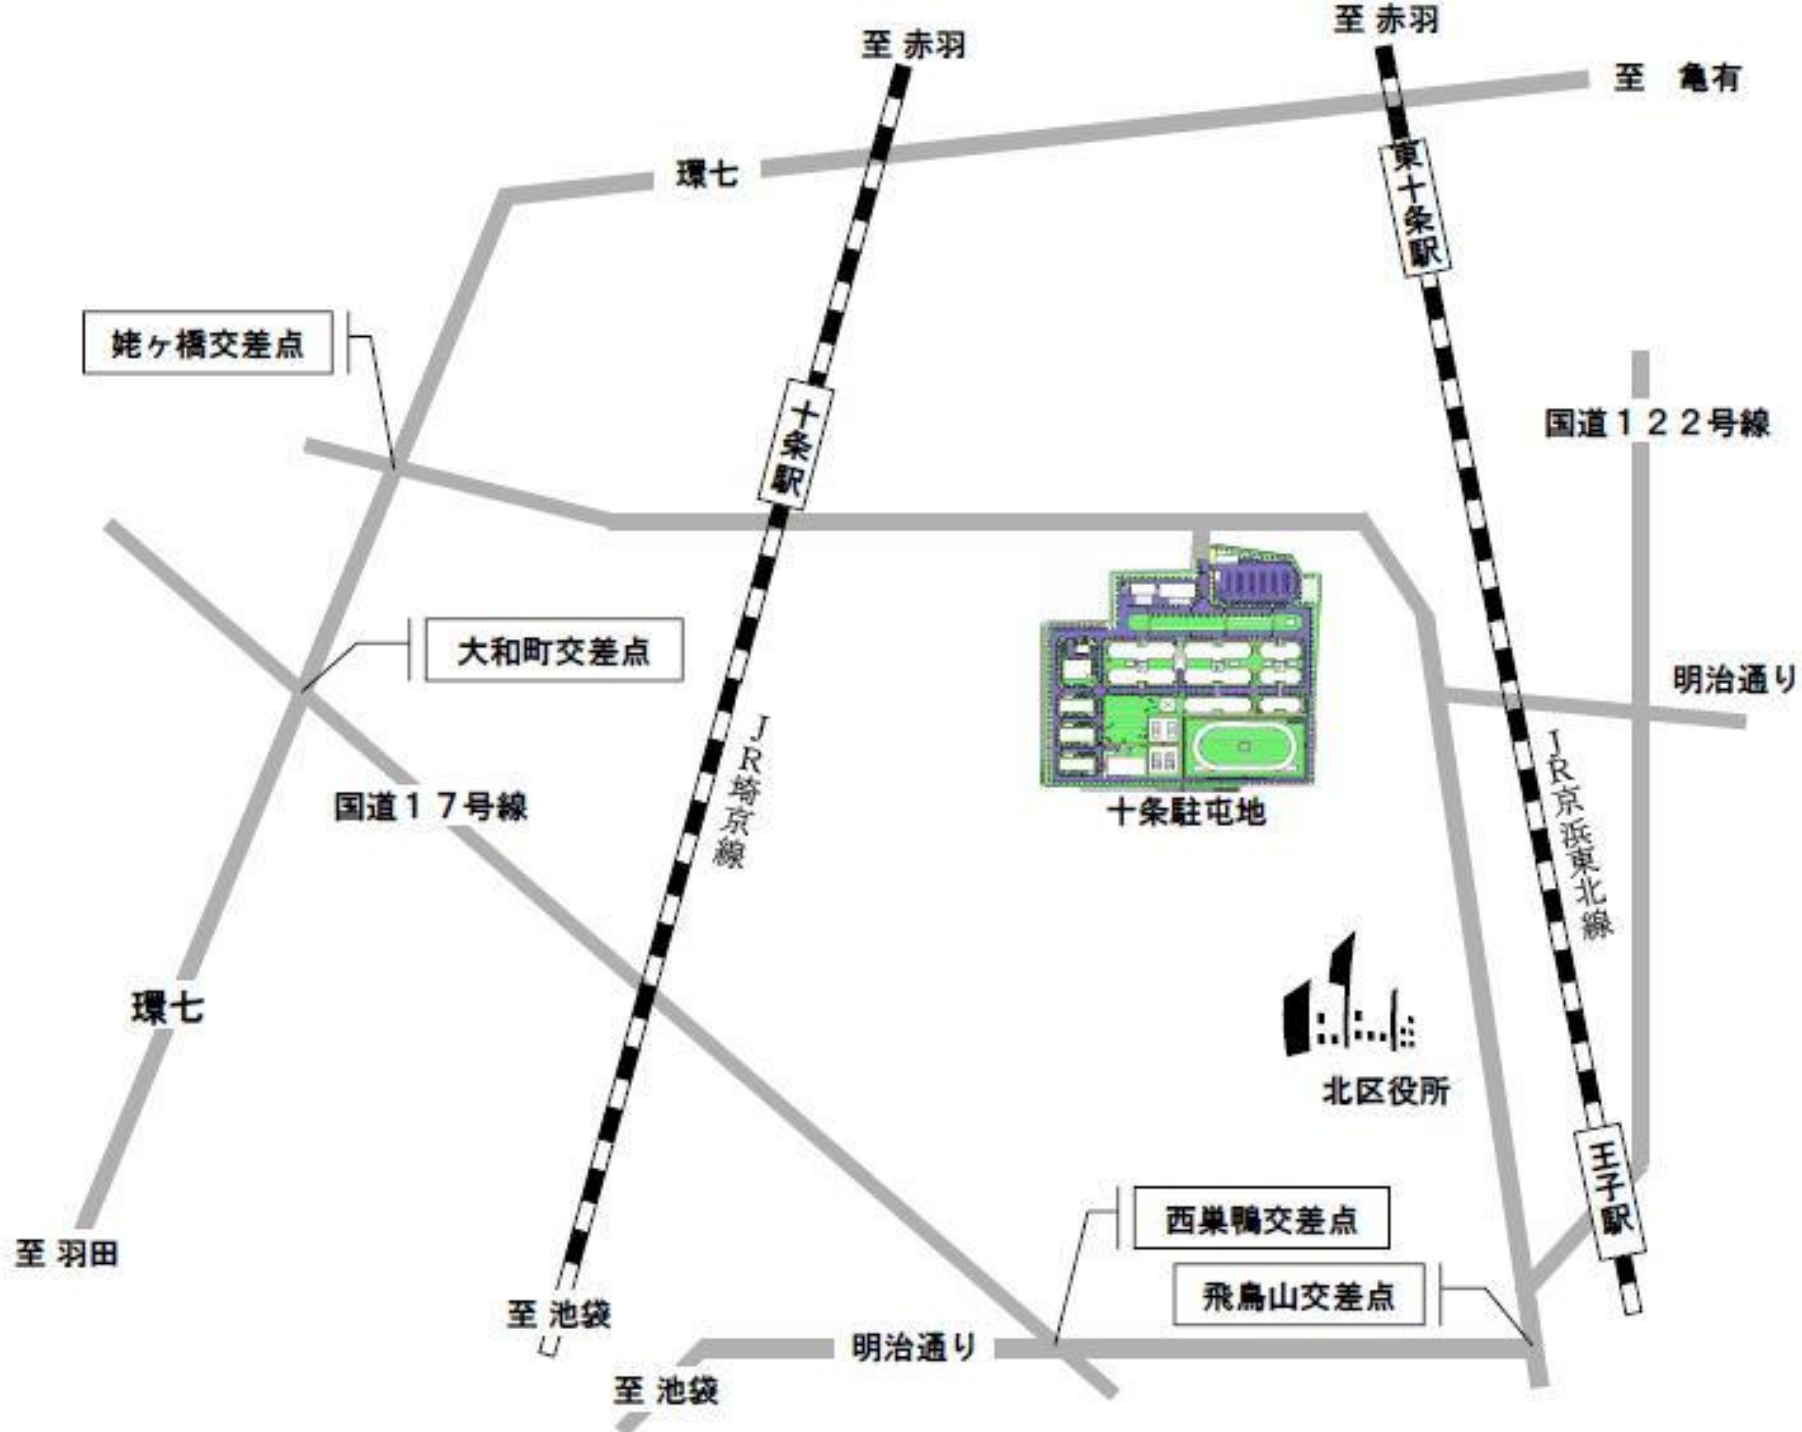 至 赤羽
至 赤羽
至　亀有
環七
東十条駅
姥ヶ橋交差点
十条駅
国道１２２号線
大和町交差点
明治通り
国道１７号線
ＪＲ埼京線
ＪＲ京浜東北線
十条駐屯地
環七
北区役所
至 羽田
王子駅
西巣鴨交差点
飛鳥山交差点
至 池袋
明治通り
至 池袋